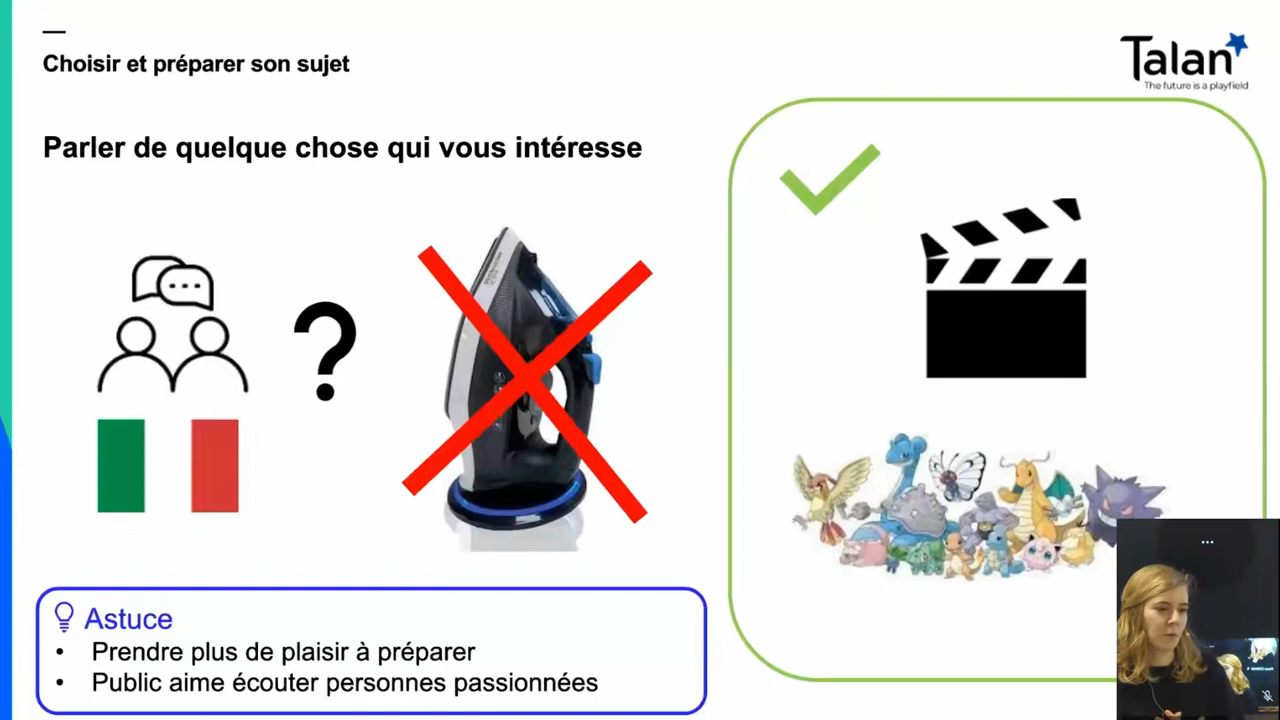 Choisir et préparer son sujet
Talan
The future is a playfield
Parler de quelque chose qui vous intéresse
?
Astuce
• Prendre plus de plaisir à préparer
• Public aime écouter personnes passionnées